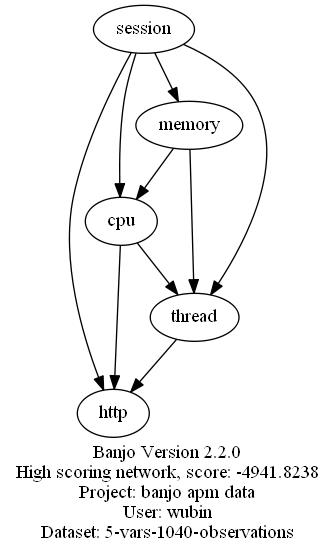 session
memory
cpu
thread
http
Banjo Version 2.2.0
High scoring network, score: -4941.8238
Project: banjo apm data
User: wubin
Dataset: 5-vars-1040-observations